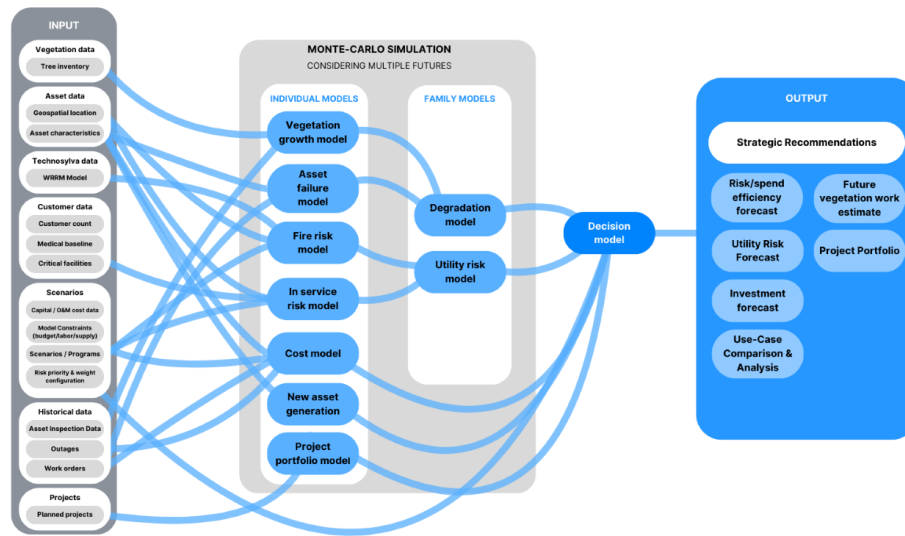 INPUT
Vegetation data
Tree inventory
Asset data
Geospatial location
Asset characteristics
Technosylva data
WRRM Model
Customer data
Customer count
Medical baseline
Critical facilities
Scenarios
Capital / O&M cost data
Model Constraints
(budget/labor/supply)
Scenarios / Programs
Risk priority & weight
configuration
Historical data
Asset Inspection Data
Outages
Work orders
Projects
Planned projects
MONTE-CARLO SIMULATION
CONSIDERING MULTIPLE FUTURES
INDIVIDUAL MODELS
Vegetation
growth model
Asset
failure
model
Fire risk
model
In service
risk model
Cost model
New asset
generation
Project
portfolio model
FAMILY MODELS
Degradation
model
Utility risk
model
Decision
model
OUTPUT
Strategic Recommendations
Risk/spend
efficiency
forecast
Future
vegetation work
estimate
Utility Risk
Forecast
Project Portfolio
Investment
forecast
Use-Case
Comparison &
Analysis